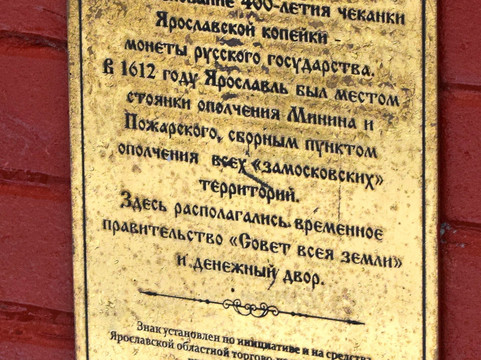 400-летия чеканки
Ярославской копейки -
монеты русского государства.
В 1612 году Ярославль был местом
стоянки ополчения Минина и
Пожарского, сборным пунктом
ополчения всех «замосковских»
территорий.
Здесь располагались временное
правительство «Совет всея земли»
и денежный двор.
Знак установлен по инициативе и на средства
Ярославской областной